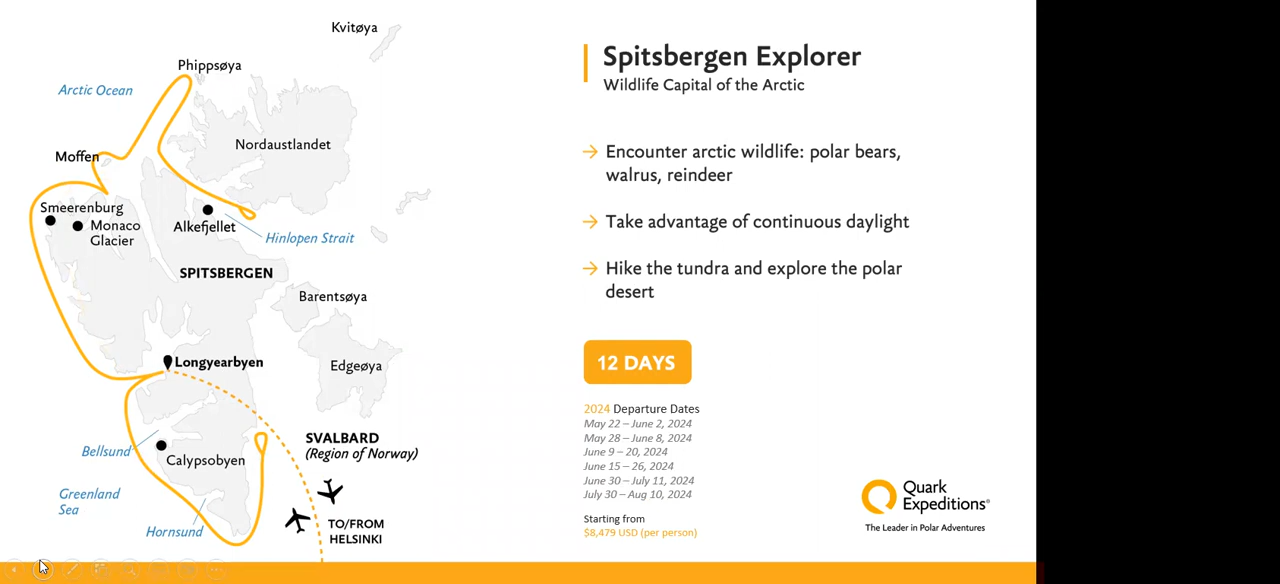 Kvitøya
Phippsøya
Arctic Ocean
Nordaustlandet
Moffen
Smeerenburg
Monaco
Glacier
Alkefjellet
Hinlopen Strait
SPITSBERGEN
Barentsøya
Longyearbyen
Edgeøya
SVALBARD
(Region of Norway)
Bellsund
Calypsobyen
Greenland
Sea
Hornsund
TO/FROM
HELSINKI
Spitsbergen Explorer
Wildlife Capital of the Arctic
→ Encounter arctic wildlife: polar bears,
walrus, reindeer
→ Take advantage of continuous daylight
→ Hike the tundra and explore the polar
desert
12 DAYS
2024 Departure Dates
May 22 – June 2, 2024
May 28 – June 8, 2024
June 9 – 20, 2024
June 15 – 26, 2024
June 30 – July 11, 2024
July 30 – Aug 10, 2024
Starting from
$8,479 USD (per person)
Quark
Expeditions®
The Leader in Polar Adventures